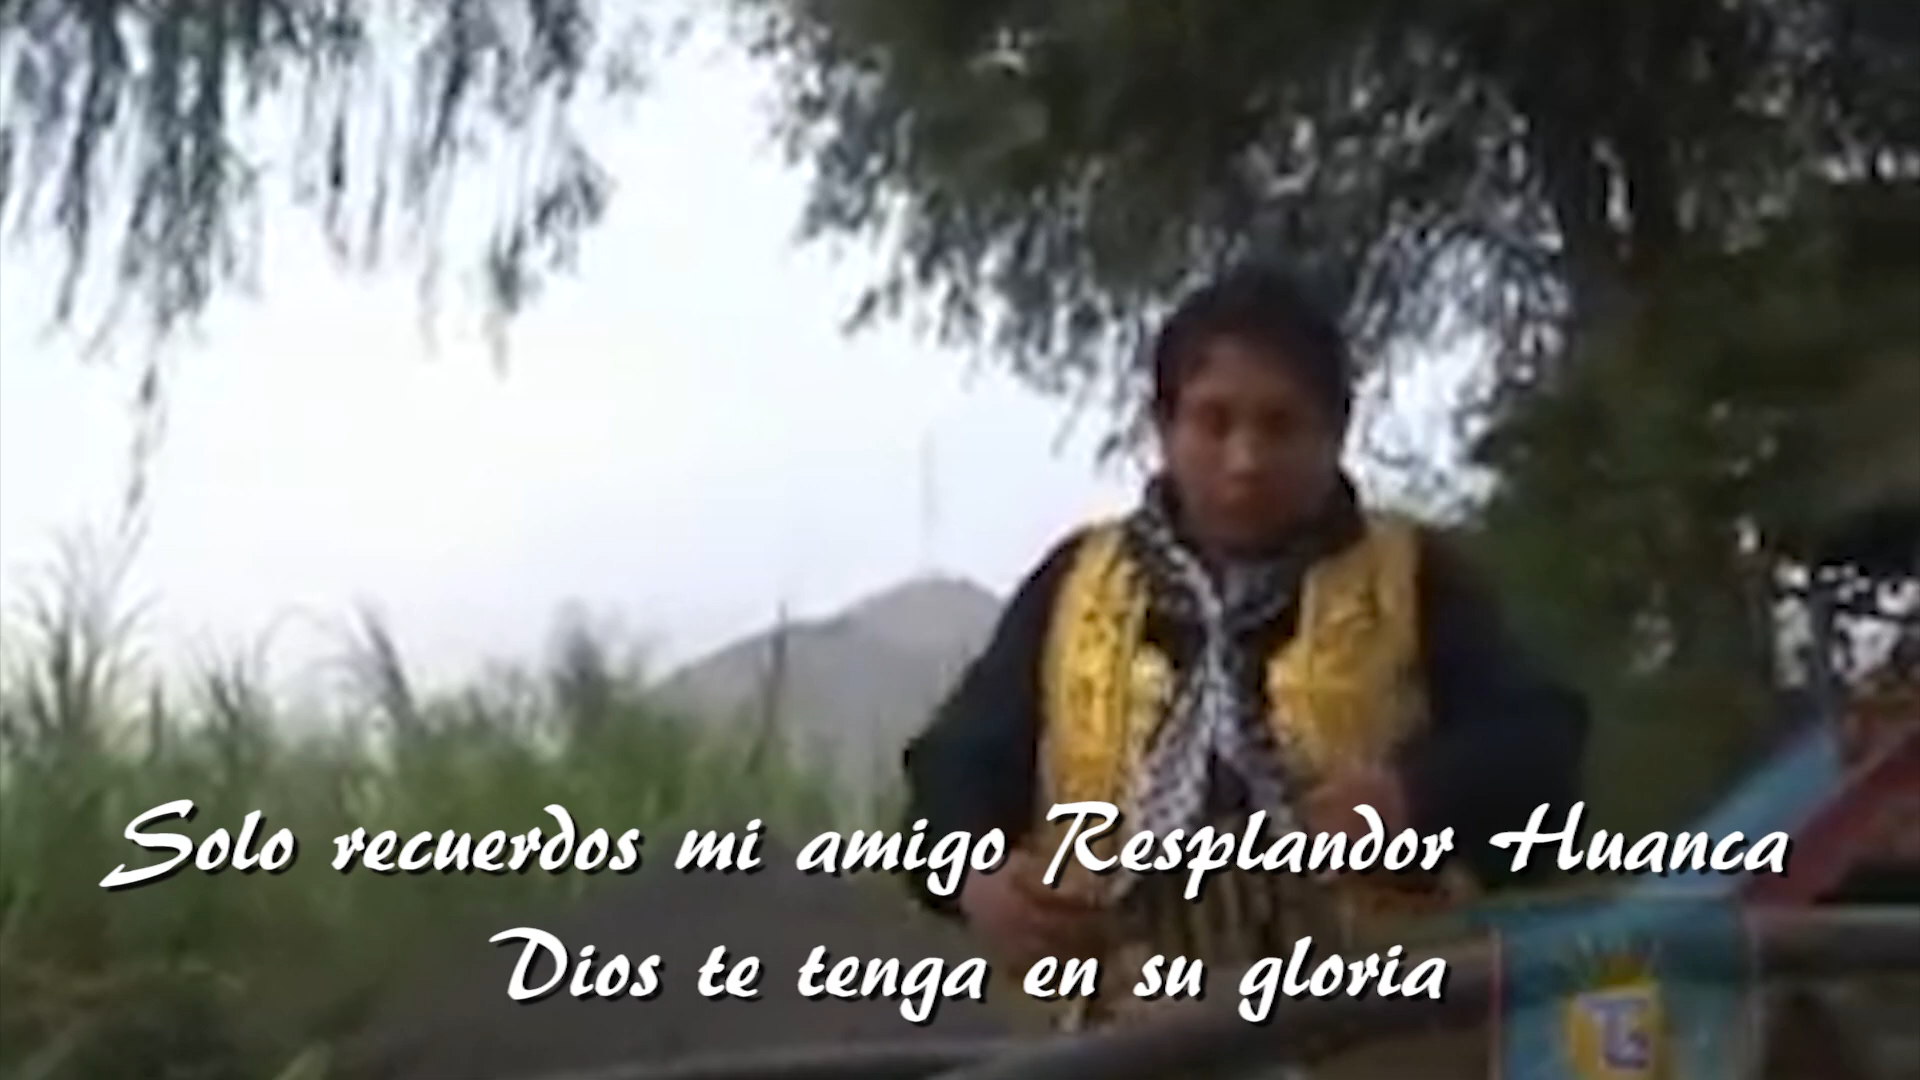 Solo recuerdos mi amigo Resplandor Huanca
Dios te tenga en su gloria